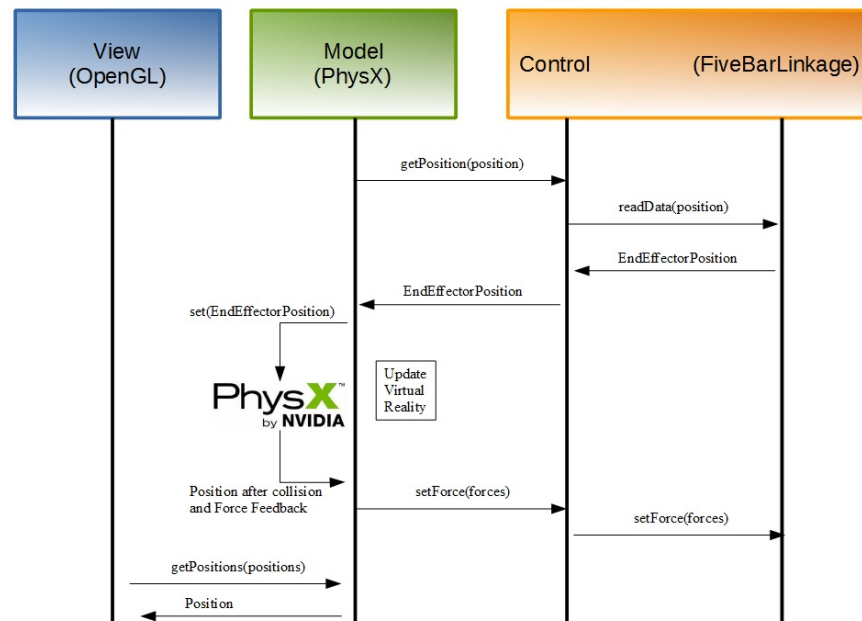 View
(OpenGL)
Model
(PhysX)
Control (FiveBarLinkage)
getPosition(position)
readData(position)
EndEffectorPosition
EndEffectorPosition
set(EndEffectorPosition)
PhysX™
by NVIDIA
Update
Virtual
Reality
Position after collision
and Force Feedback
setForce(forces)
setForce(forces)
getPositions(positions)
Position